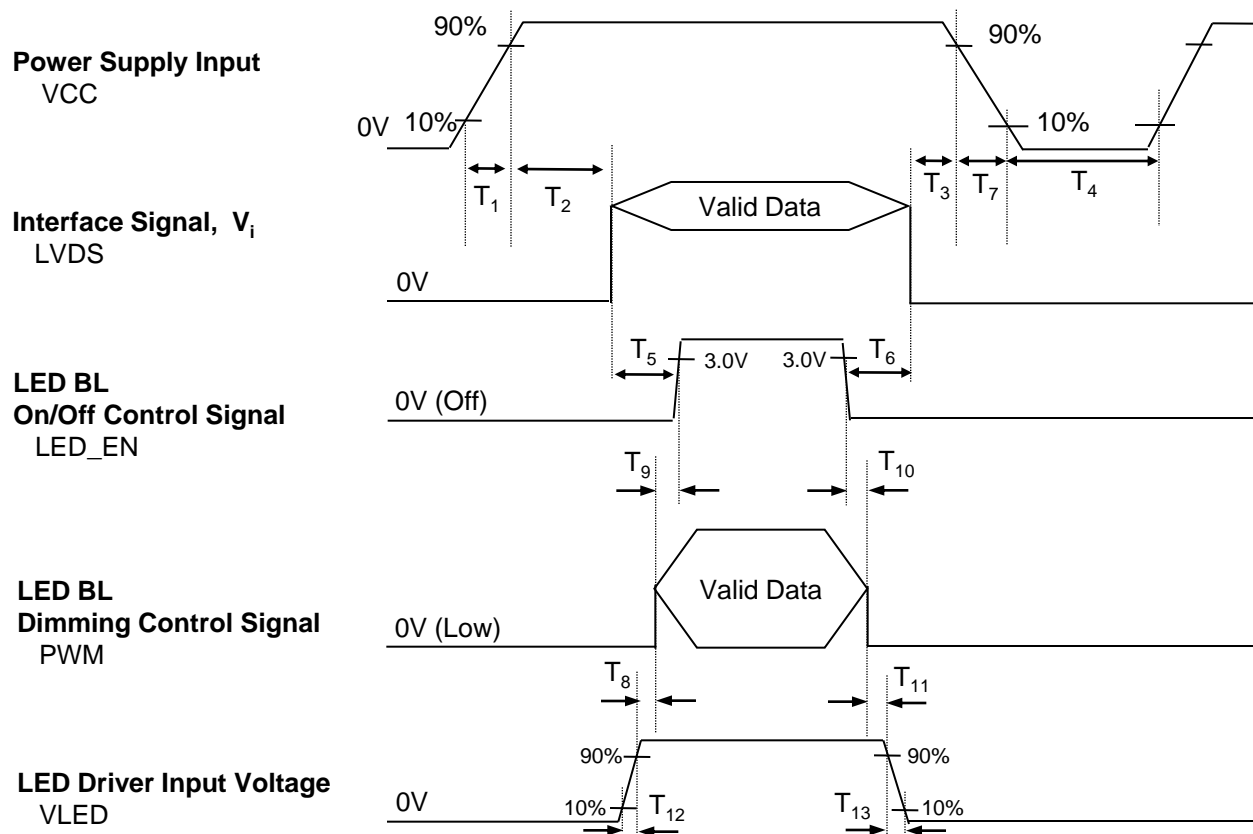 90%
90%
Power Supply Input
VCC
0V
10%
10%
T1
T2
T3
T7
T4
Interface Signal, Vi
LVDS
Valid Data
0V
T5
3.0V
3.0V
T6
LED BL
On/Off Control Signal
LED_EN
0V (Off)
T9
T10
LED BL
Dimming Control Signal
PWM
Valid Data
0V (Low)
T8
T11
90%
90%
LED Driver Input Voltage
VLED
0V
10%
T12
T13
10%